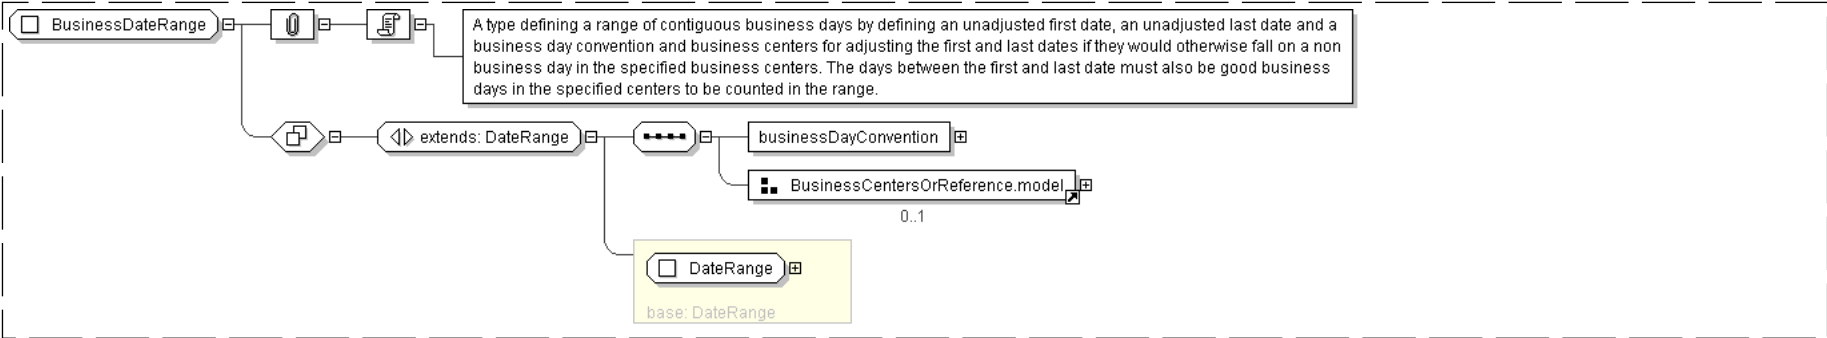 BusinessDateRange
A type defining a range of contiguous business days by defining an unadjusted first date, an unadjusted last date and a
business day convention and business centers for adjusting the first and last dates if they would otherwise fall on a non
business day in the specified business centers. The days between the first and last date must also be good business
days in the specified centers to be counted in the range.
extends: DateRange
businessDayConvention
BusinessCentersOrReference.model
0..1
DateRange
base: DateRange